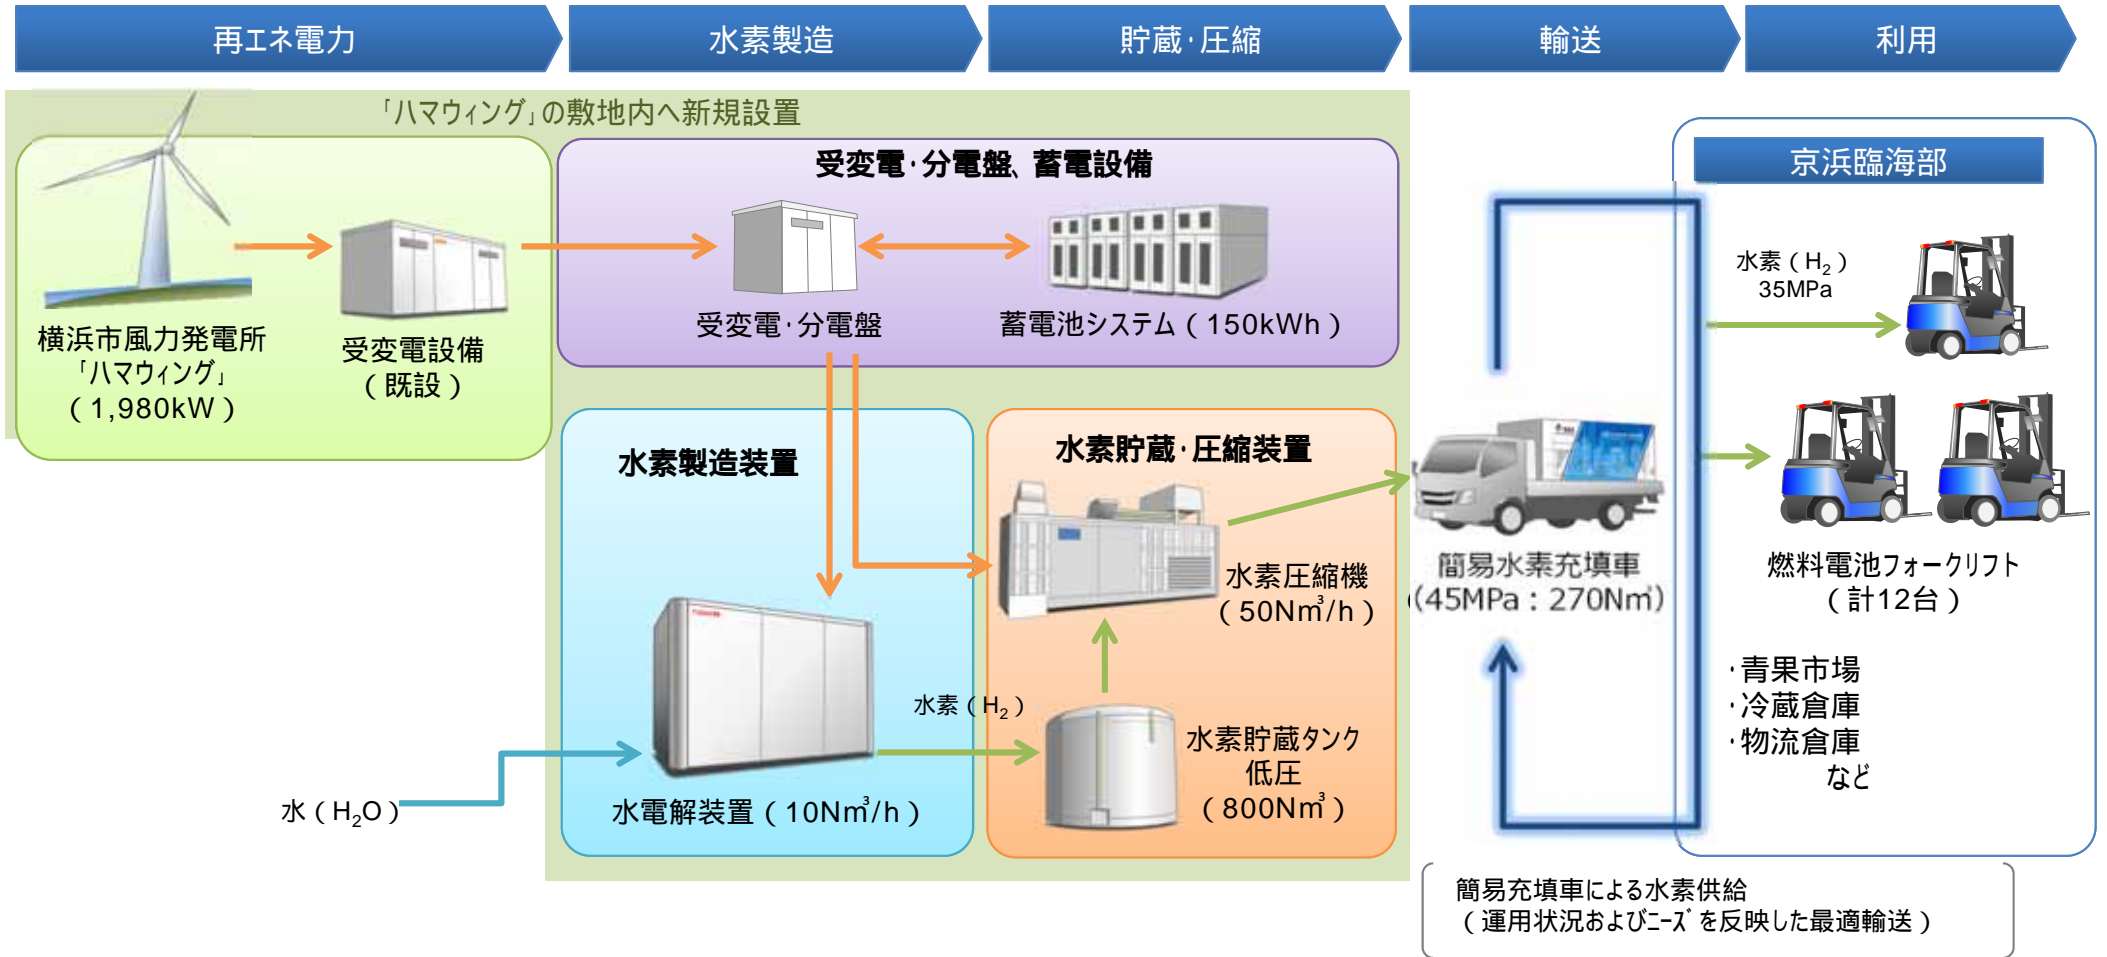 再エネ電力
水素製造
貯蔵･圧縮
輸送
利用
｢ハマウィング｣の敷地内へ新規設置
横浜市風力発電所
｢ハマウィング｣
（1,980kW）
受変電設備
（既設）
受変電･分電盤、蓄電設備
受変電･分電盤
蓄電池システム（150kWh）
水素製造装置
水電解装置（10Nm³/h）
水（H₂O）
水素（H₂）
水素貯蔵･圧縮装置
水素圧縮機
（50Nm³/h）
水素貯蔵タンク
低圧
（800Nm³）
簡易水素充填車
（45MPa：270Nm³）
京浜臨海部
水素（H₂）
35MPa
燃料電池フォークリフト
（計12台）
･青果市場
･冷蔵倉庫
･物流倉庫
など
簡易充填車による水素供給
（運用状況およびニーズを反映した最適輸送）